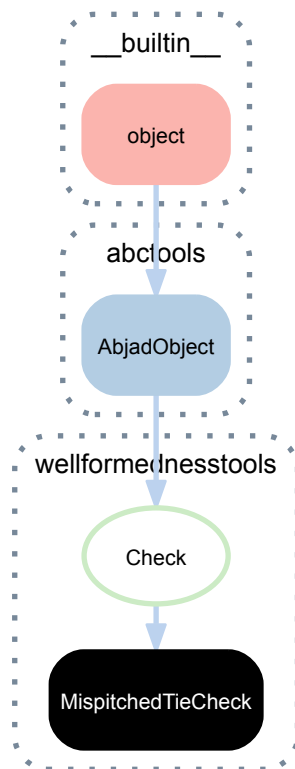 __builtin__
object
abctools
AbjadObject
wellformednesstools
Check
MispitchedTieCheck